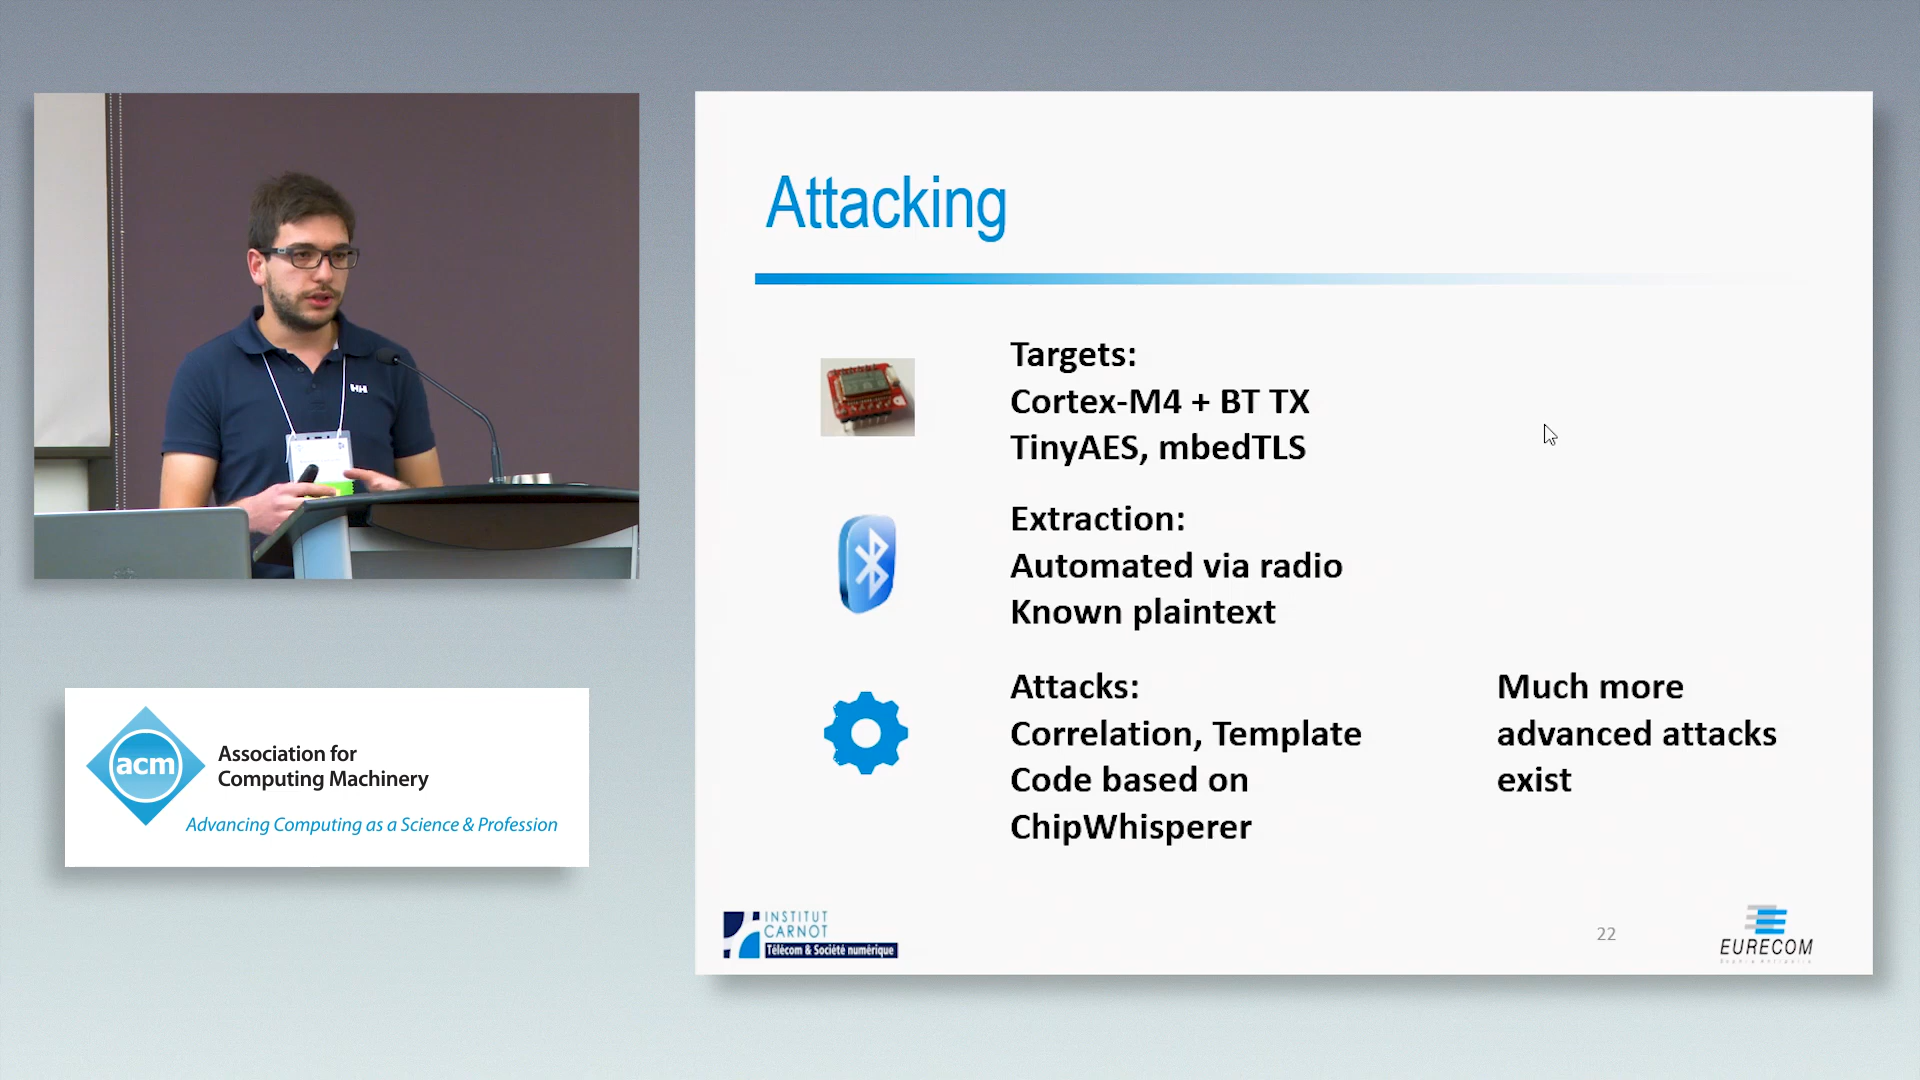 HH
Attacking
Targets:
Cortex-M4 + BT TX
TinyAES, mbedTLS
Extraction:
Automated via radio
Known plaintext
Attacks:
Correlation, Template
Code based on
ChipWhisperer
Much more
advanced attacks
exist
acm
Association for
Computing Machinery
Advancing Computing as a Science & Profession
INSTITUT
CARNOT
Télécom & Société numérique
22
EURECOM